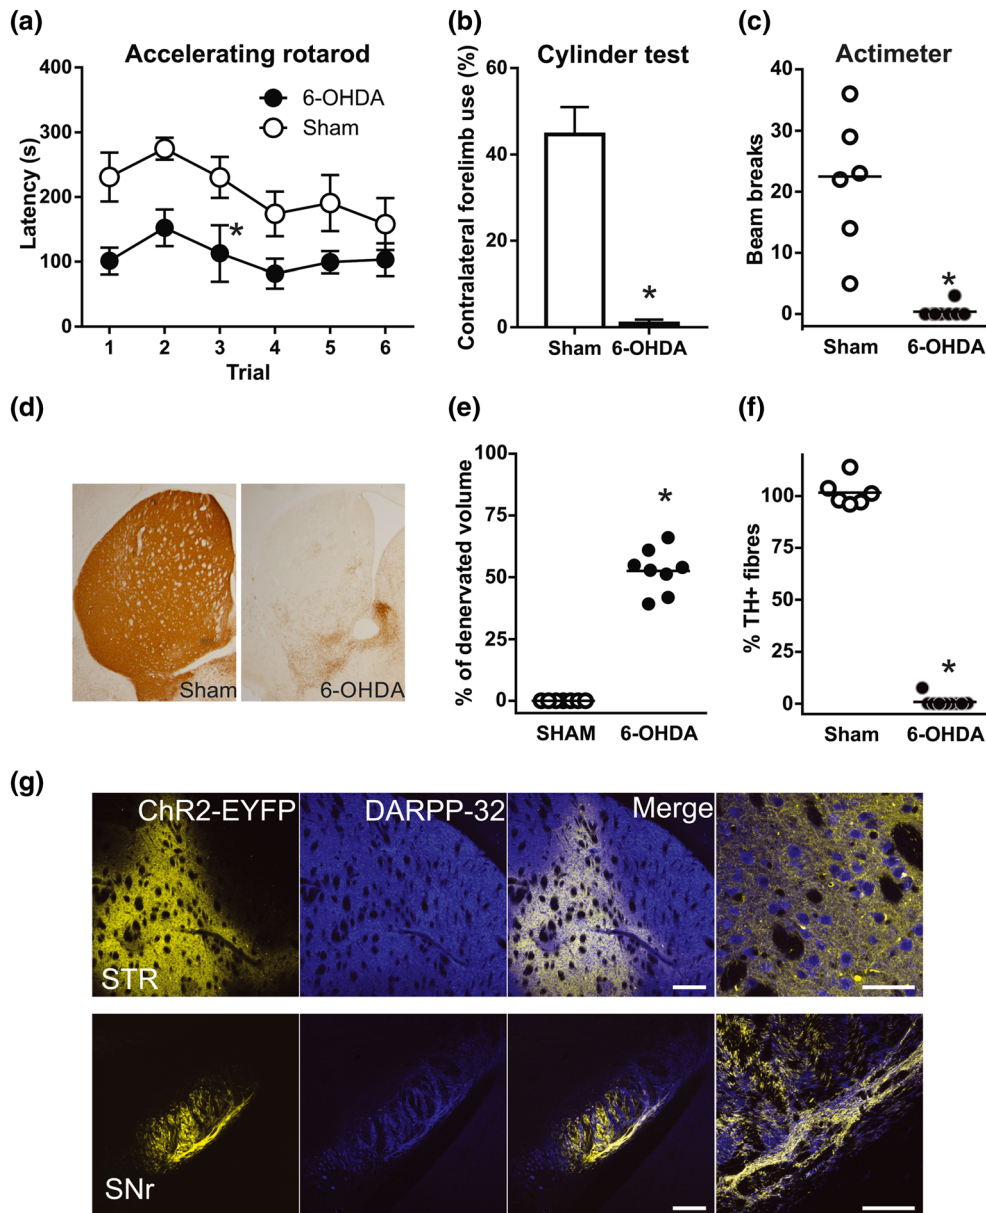 (a)
Accelerating rotarod
400
300
200
100
0
Latency (s)
6-OHDA
Sham
*
1 2 3 4 5 6
Trial
(b)
Cylinder test
Contralateral forelimb use (%)
60
40
20
0
*
Sham 6-OHDA
(c)
Actimeter
Beam breaks
40
30
20
10
0
*
Sham 6-OHDA
(d)
Sham
6-OHDA
(e)
% of denervated volume
100
75
50
25
0
*
SHAM 6-OHDA
(f)
% TH+ fibres
100
75
50
25
0
*
Sham 6-OHDA
(g)
ChR2-EYFP
DARPP-32
Merge
STR
SNr